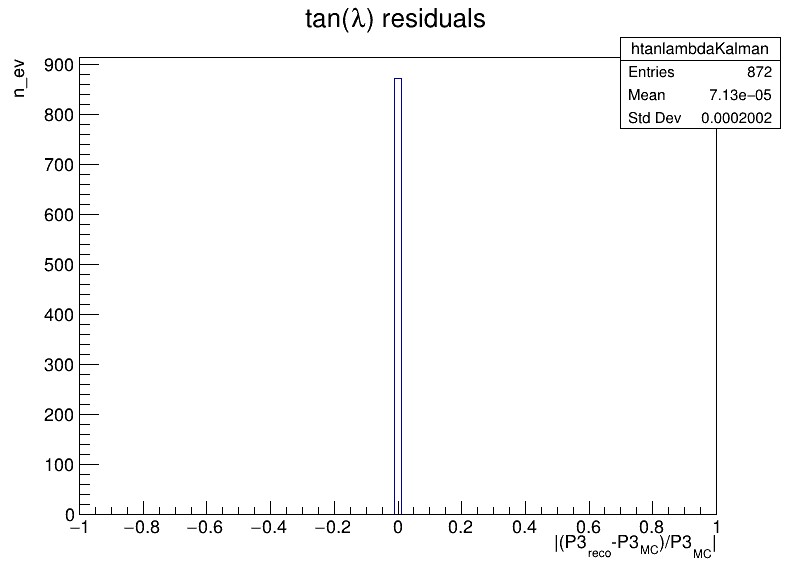 tan(λ) residuals
htanlambdaKalman
Entries 872
Mean 7.13e−05
Std Dev 0.0002002
n_ev
900
800
700
600
500
400
300
200
100
0
−1 −0.8 −0.6 −0.4 −0.2 0 0.2 0.4 0.6 0.8 1
|(P3reco-P3MC)/P3MC|